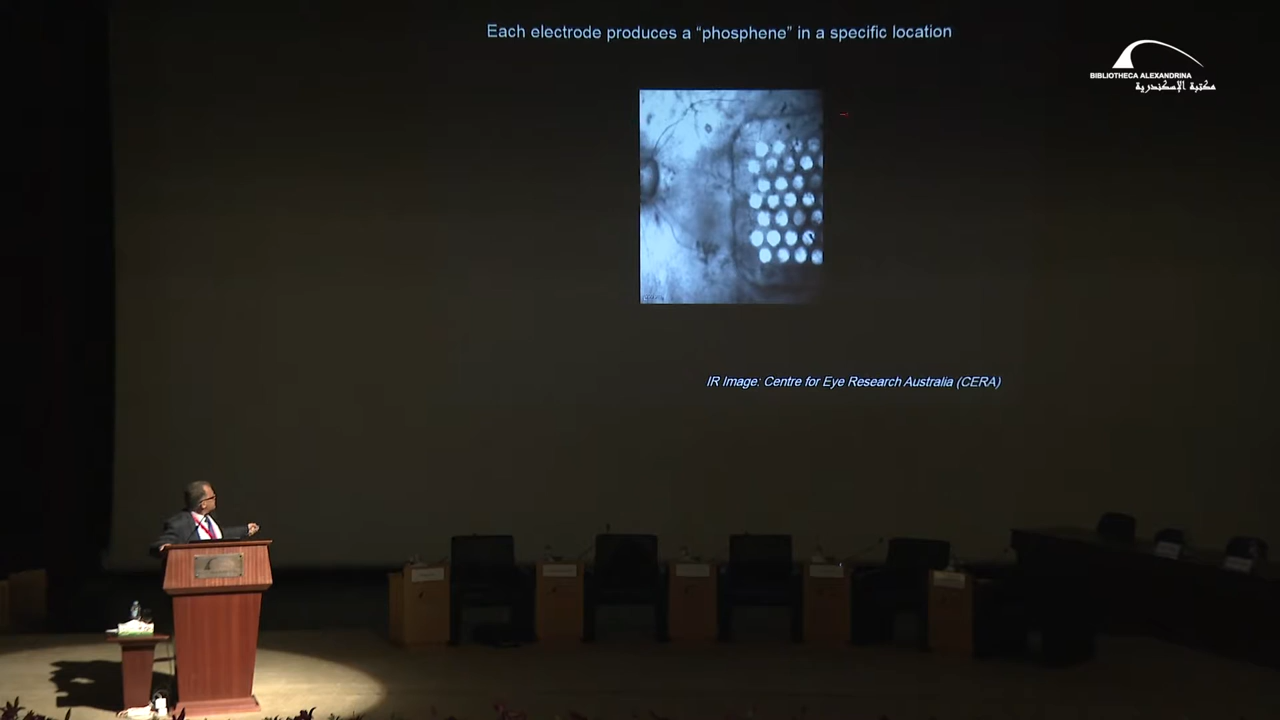 Each electrode produces a “phosphene” in a specific location
BIBLIOTHECA ALEXANDRINA
مكتبة الإسكندرية
IR Image: Centre for Eye Research Australia (CERA)